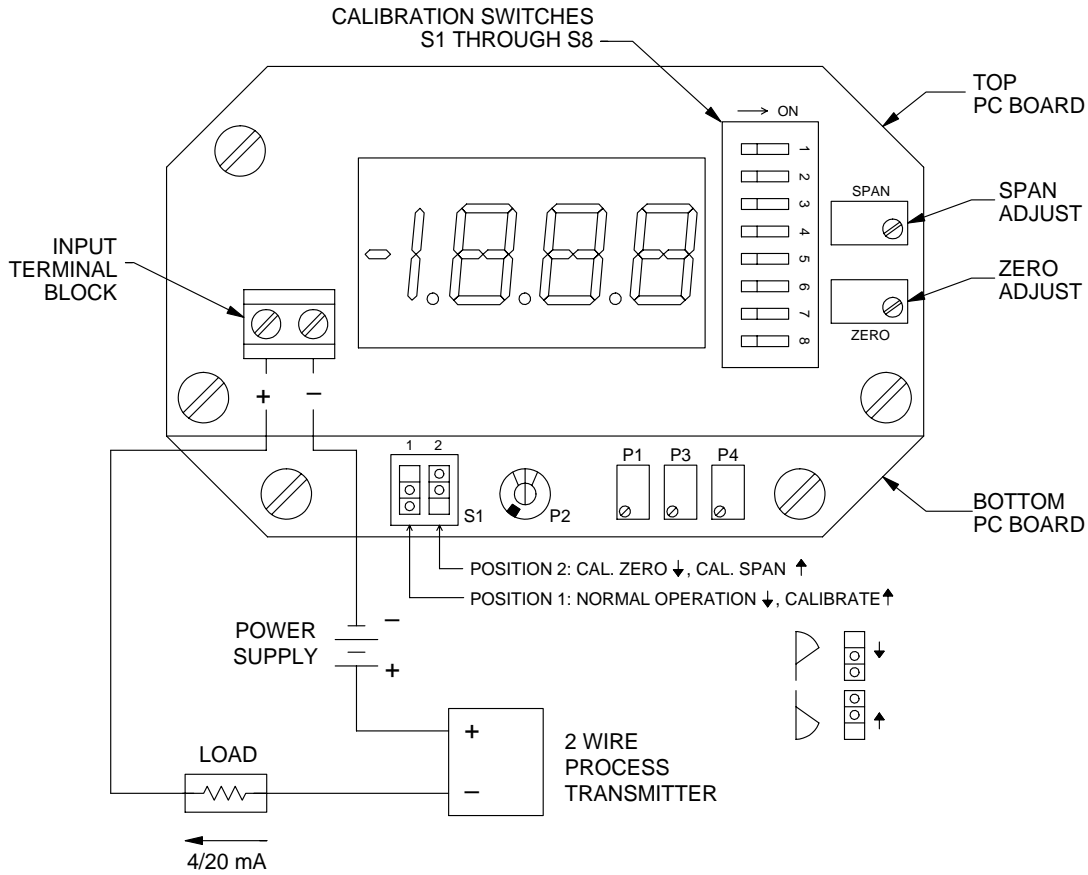 CALIBRATION SWITCHES
S1 THROUGH S8
TOP
PC BOARD
→ ON
1
2
3
4
5
6
7
8
SPAN
SPAN
ADJUST
ZERO
ADJUST
ZERO
-1.8.8.8
INPUT
TERMINAL
BLOCK
+ −
1 2
S1
P2
P1 P3 P4
BOTTOM
PC BOARD
POSITION 2: CAL. ZERO ↓, CAL. SPAN ↑
POSITION 1: NORMAL OPERATION ↓, CALIBRATE ↑
POWER
SUPPLY
−
+
+
−
2 WIRE
PROCESS
TRANSMITTER
LOAD
4/20 mA